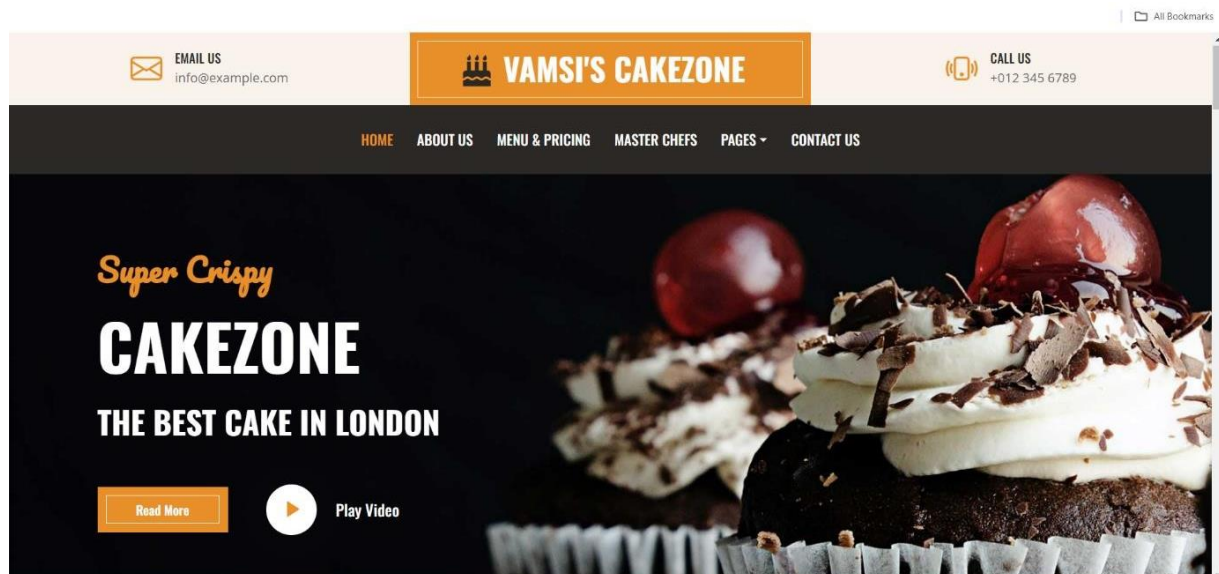 All Bookmarks
EMAIL US
info@example.com
VAMSI'S CAKEZONE
CALL US
+012 345 6789
HOME ABOUT US MENU & PRICING MASTER CHEFS PAGES CONTACT US
Super Crispy
CAKEZONE
THE BEST CAKE IN LONDON
Read More
Play Video